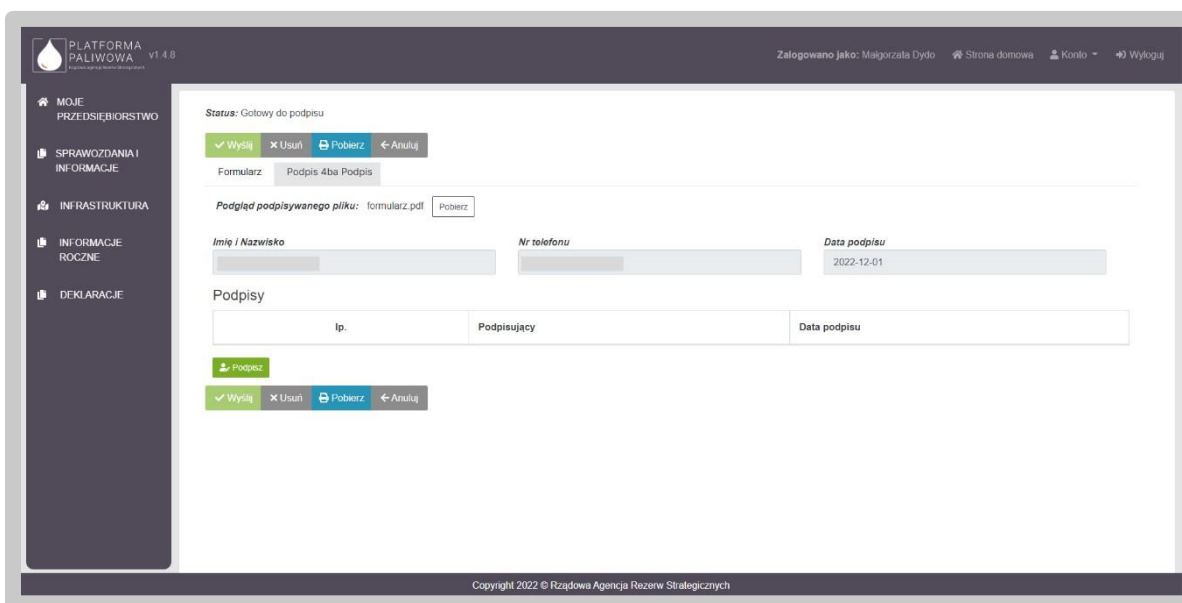 PLATFORMA
PALIWOWA v1.4.8
Zalogowano jako: Małgorzata Dydo Strona domowa Konto Wyloguj
MOJE
PRZEDSIĘBIORSTWO
SPRAWOZDANIA I
INFORMACJE
INFRASTRUKTURA
INFORMACJE
ROCZNE
DEKLARACJE
Status: Gotowy do podpisu
Wyślij Usuń Pobierz Anuluj
Formularz Podpis 4ba Podpis
Podgląd podpisywanego pliku: formularz.pdf Pobierz
Imię i Nazwisko Nr telefonu Data podpisu
2022-12-01
Podpisy
lp. Podpisujący Data podpisu
Podpisz
Wyślij Usuń Pobierz Anuluj
Copyright 2022 © Rządowa Agencja Rezerw Strategicznych